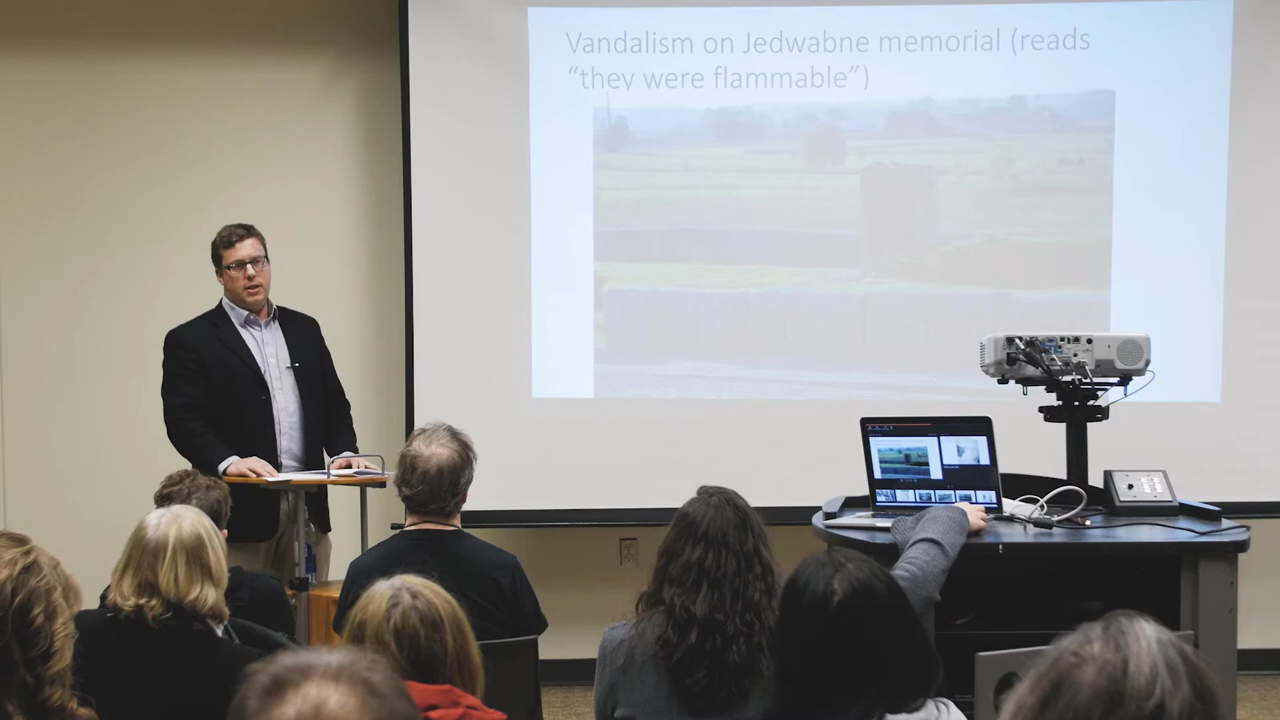 Vandalism on Jedwabne memorial (reads
“they were flammable”)